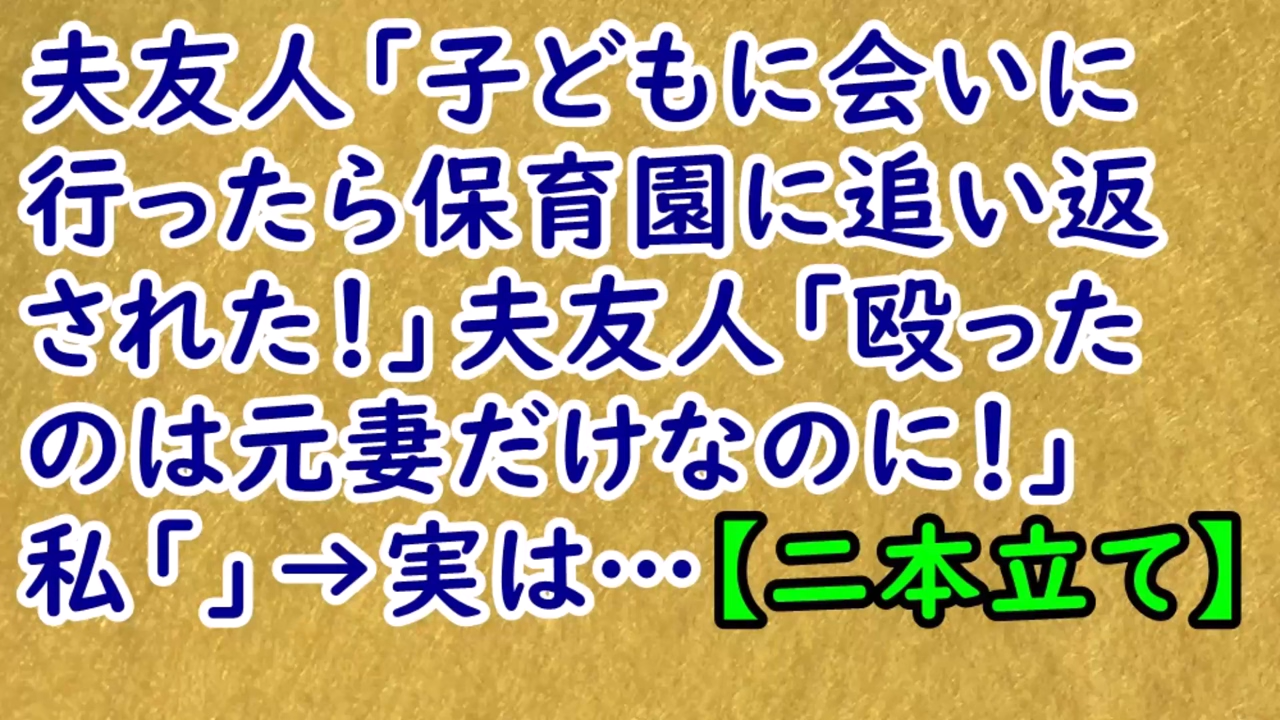 夫友人「子どもに会いに
行ったら保育園に追い返
された！」夫友人「殴った
のは元妻だけなのに！」
私「」→実は…【二本立て】